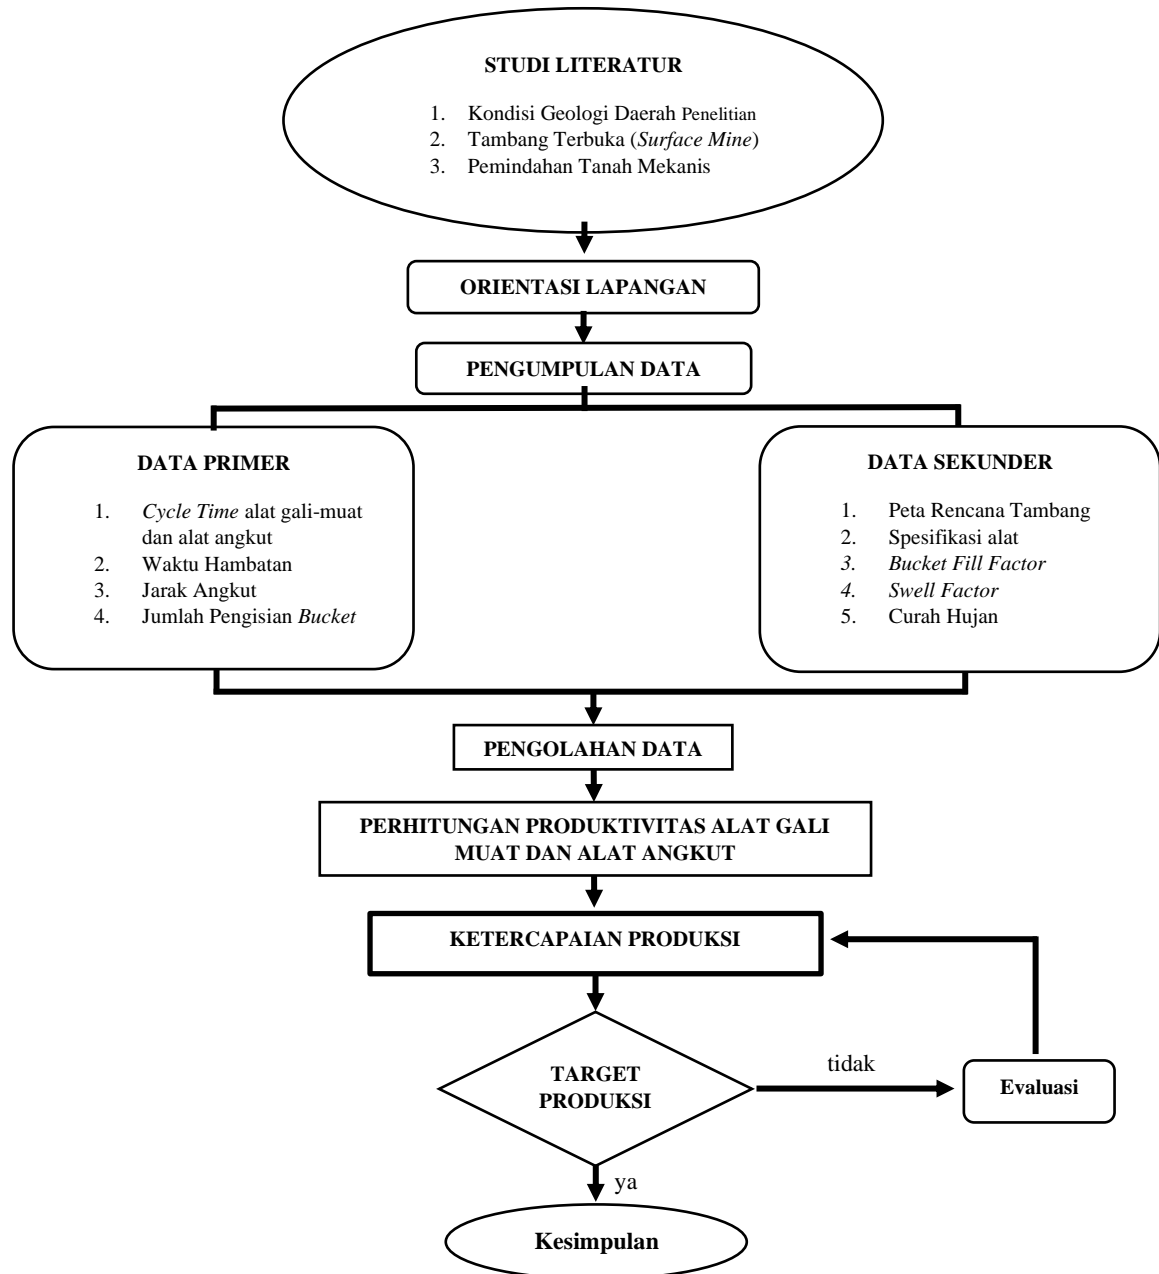 STUDI LITERATUR
1. Kondisi Geologi Daerah Penelitian
2. Tambang Terbuka (Surface Mine)
3. Pemindahan Tanah Mekanis
ORIENTASI LAPANGAN
PENGUMPULAN DATA
DATA PRIMER
1. Cycle Time alat gali-muat
dan alat angkut
2. Waktu Hambatan
3. Jarak Angkut
4. Jumlah Pengisian Bucket
DATA SEKUNDER
1. Peta Rencana Tambang
2. Spesifikasi alat
3. Bucket Fill Factor
4. Swell Factor
5. Curah Hujan
PENGOLAHAN DATA
PERHITUNGAN PRODUKTIVITAS ALAT GALI
MUAT DAN ALAT ANGKUT
KETERCAPAIAN PRODUKSI
TARGET
PRODUKSI
tidak
Evaluasi
ya
Kesimpulan